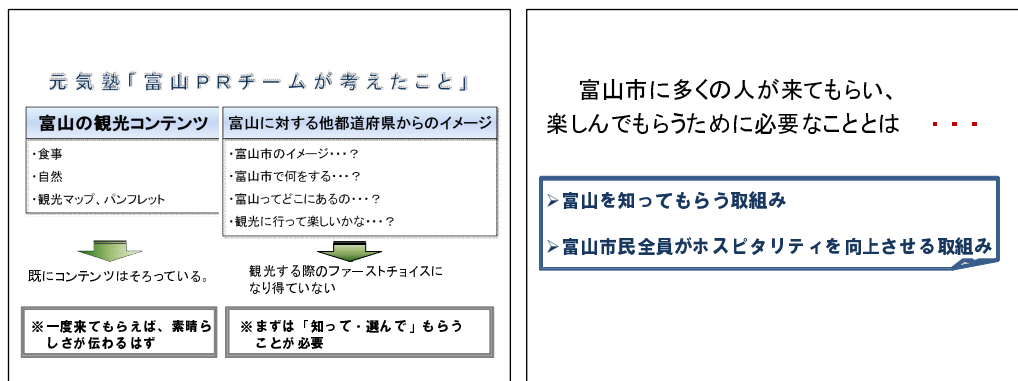 元気塾「富山PRチームが考えたこと」
富山の観光コンテンツ
・食事
・自然
・観光マップ、パンフレット
既にコンテンツはそろっている。
※一度来てもらえば、素晴ら
しさが伝わるはず
富山に対する他都道府県からのイメージ
・富山市のイメージ・・・?
・富山市で何をする・・・?
・富山ってどこにあるの・・・?
・観光に行って楽しいかな・・・?
観光する際のファーストチョイスに
なり得ていない
※まずは「知って・選んで」もらう
ことが必要
富山市に多くの人が来てもらい、
楽しんでもらうために必要なこととは ・・・
➢富山を知ってもらう取組み
➢富山市民全員がホスピタリティを向上させる取組み